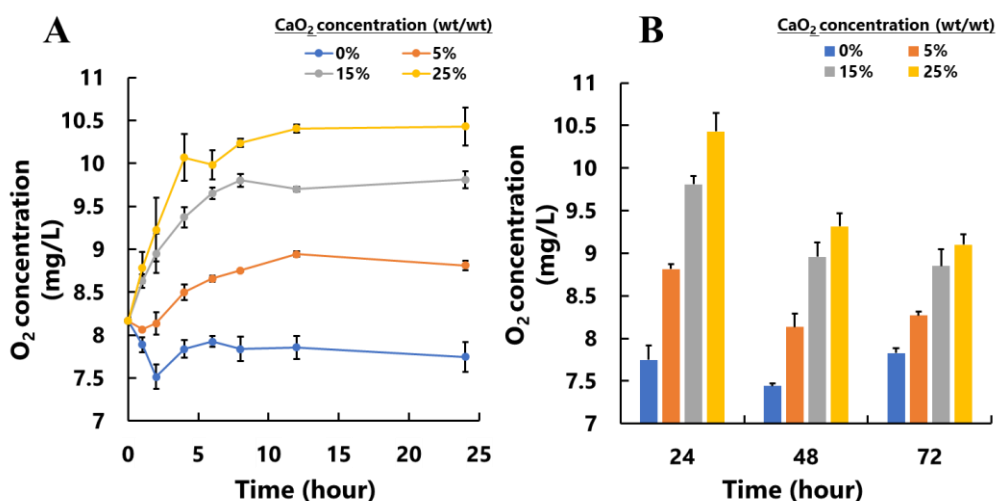 A
CaO2 concentration (wt/wt)
0% 5%
15% 25%
11
10.5
10
9.5
9
8.5
8
7.5
7
O2 concentration
(mg/L)
0 5 10 15 20 25
Time (hour)
B
CaO2 concentration (wt/wt)
0% 5%
15% 25%
11
10.5
10
9.5
9
8.5
8
7.5
7
O2 concentration
(mg/L)
24 48 72
Time (hour)